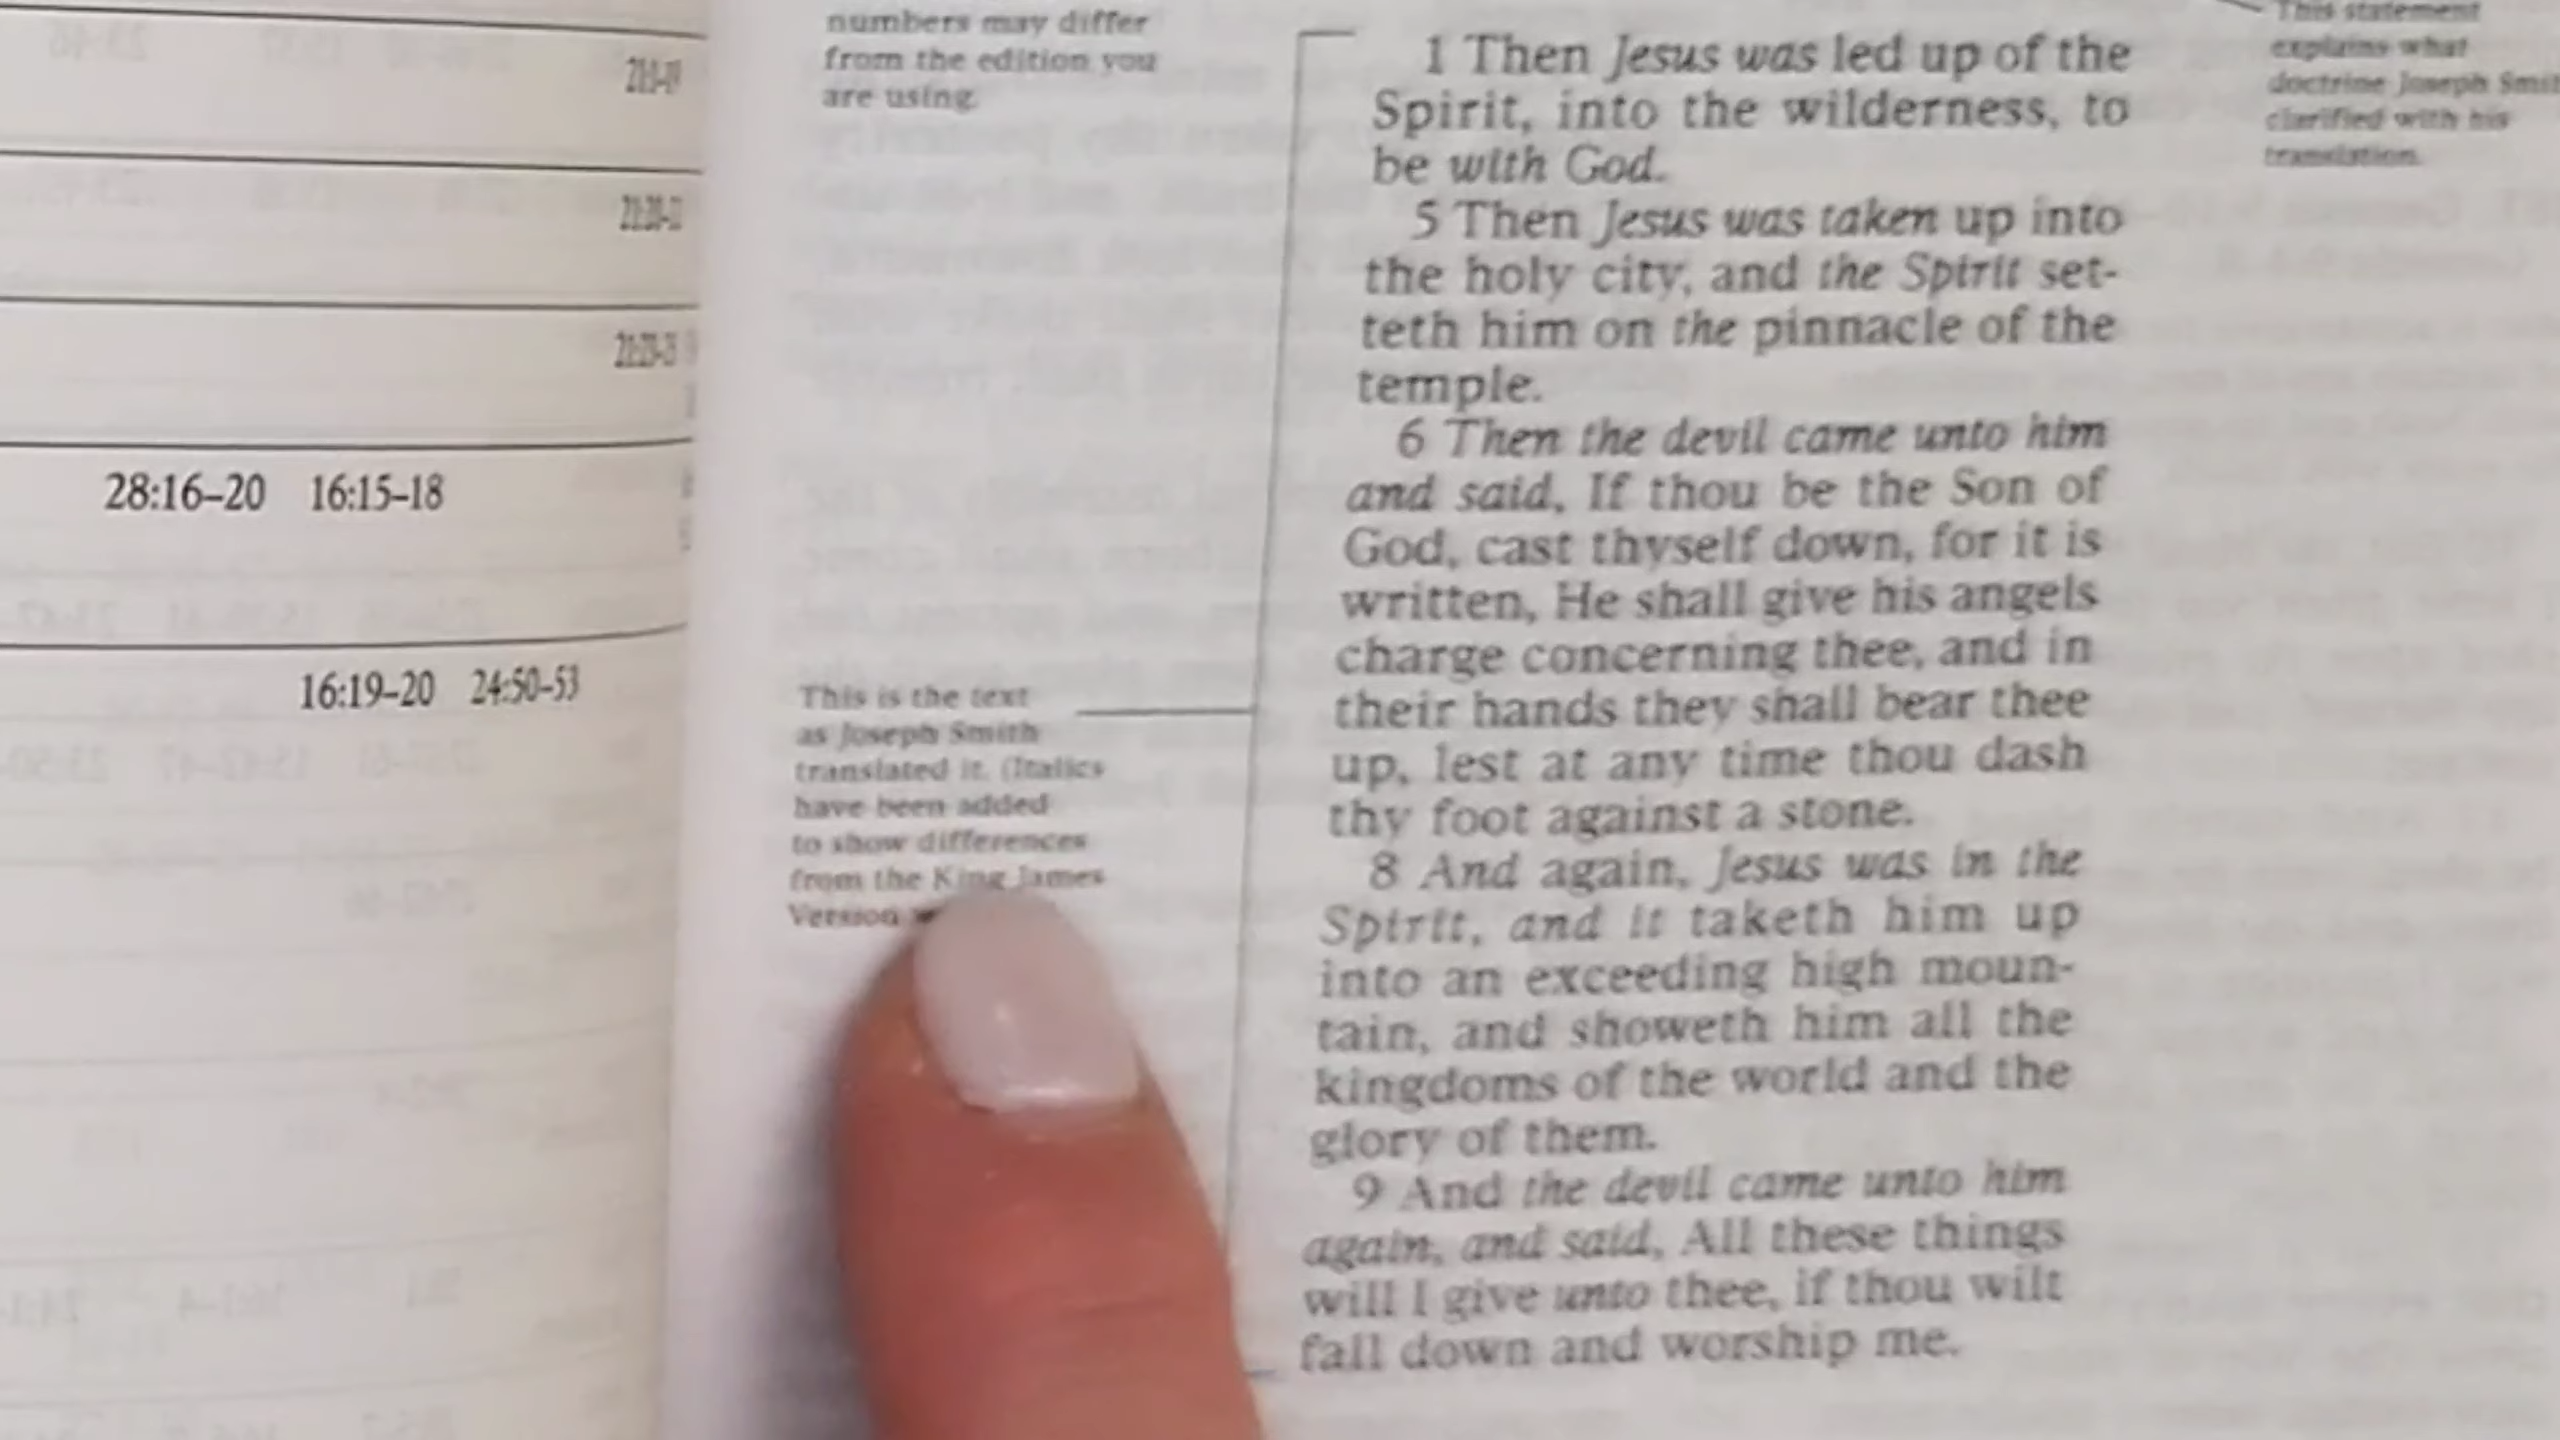 21:1-19
28:16–20 16:15–18
16:19–20 24:50–53
numbers may differ
from the edition you
are using.
This is the text
as Joseph Smith
translated it. (Italics
have been added
to show differences
from the King James
Version
1 Then Jesus was led up of the
Spirit, into the wilderness, to
be with God.
5 Then Jesus was taken up into
the holy city, and the Spirit set-
teth him on the pinnacle of the
temple.
6 Then the devil came unto him
and said, If thou be the Son of
God, cast thyself down, for it is
written, He shall give his angels
charge concerning thee, and in
their hands they shall bear thee
up, lest at any time thou dash
thy foot against a stone.
8 And again, Jesus was in the
Spirit, and it taketh him up
into an exceeding high moun-
tain, and showeth him all the
kingdoms of the world and the
glory of them.
9 And the devil came unto him
again, and said, All these things
will I give unto thee, if thou wilt
fall down and worship me.
This statement
explains what
doctrine Joseph Smit
clarified with his
translation.